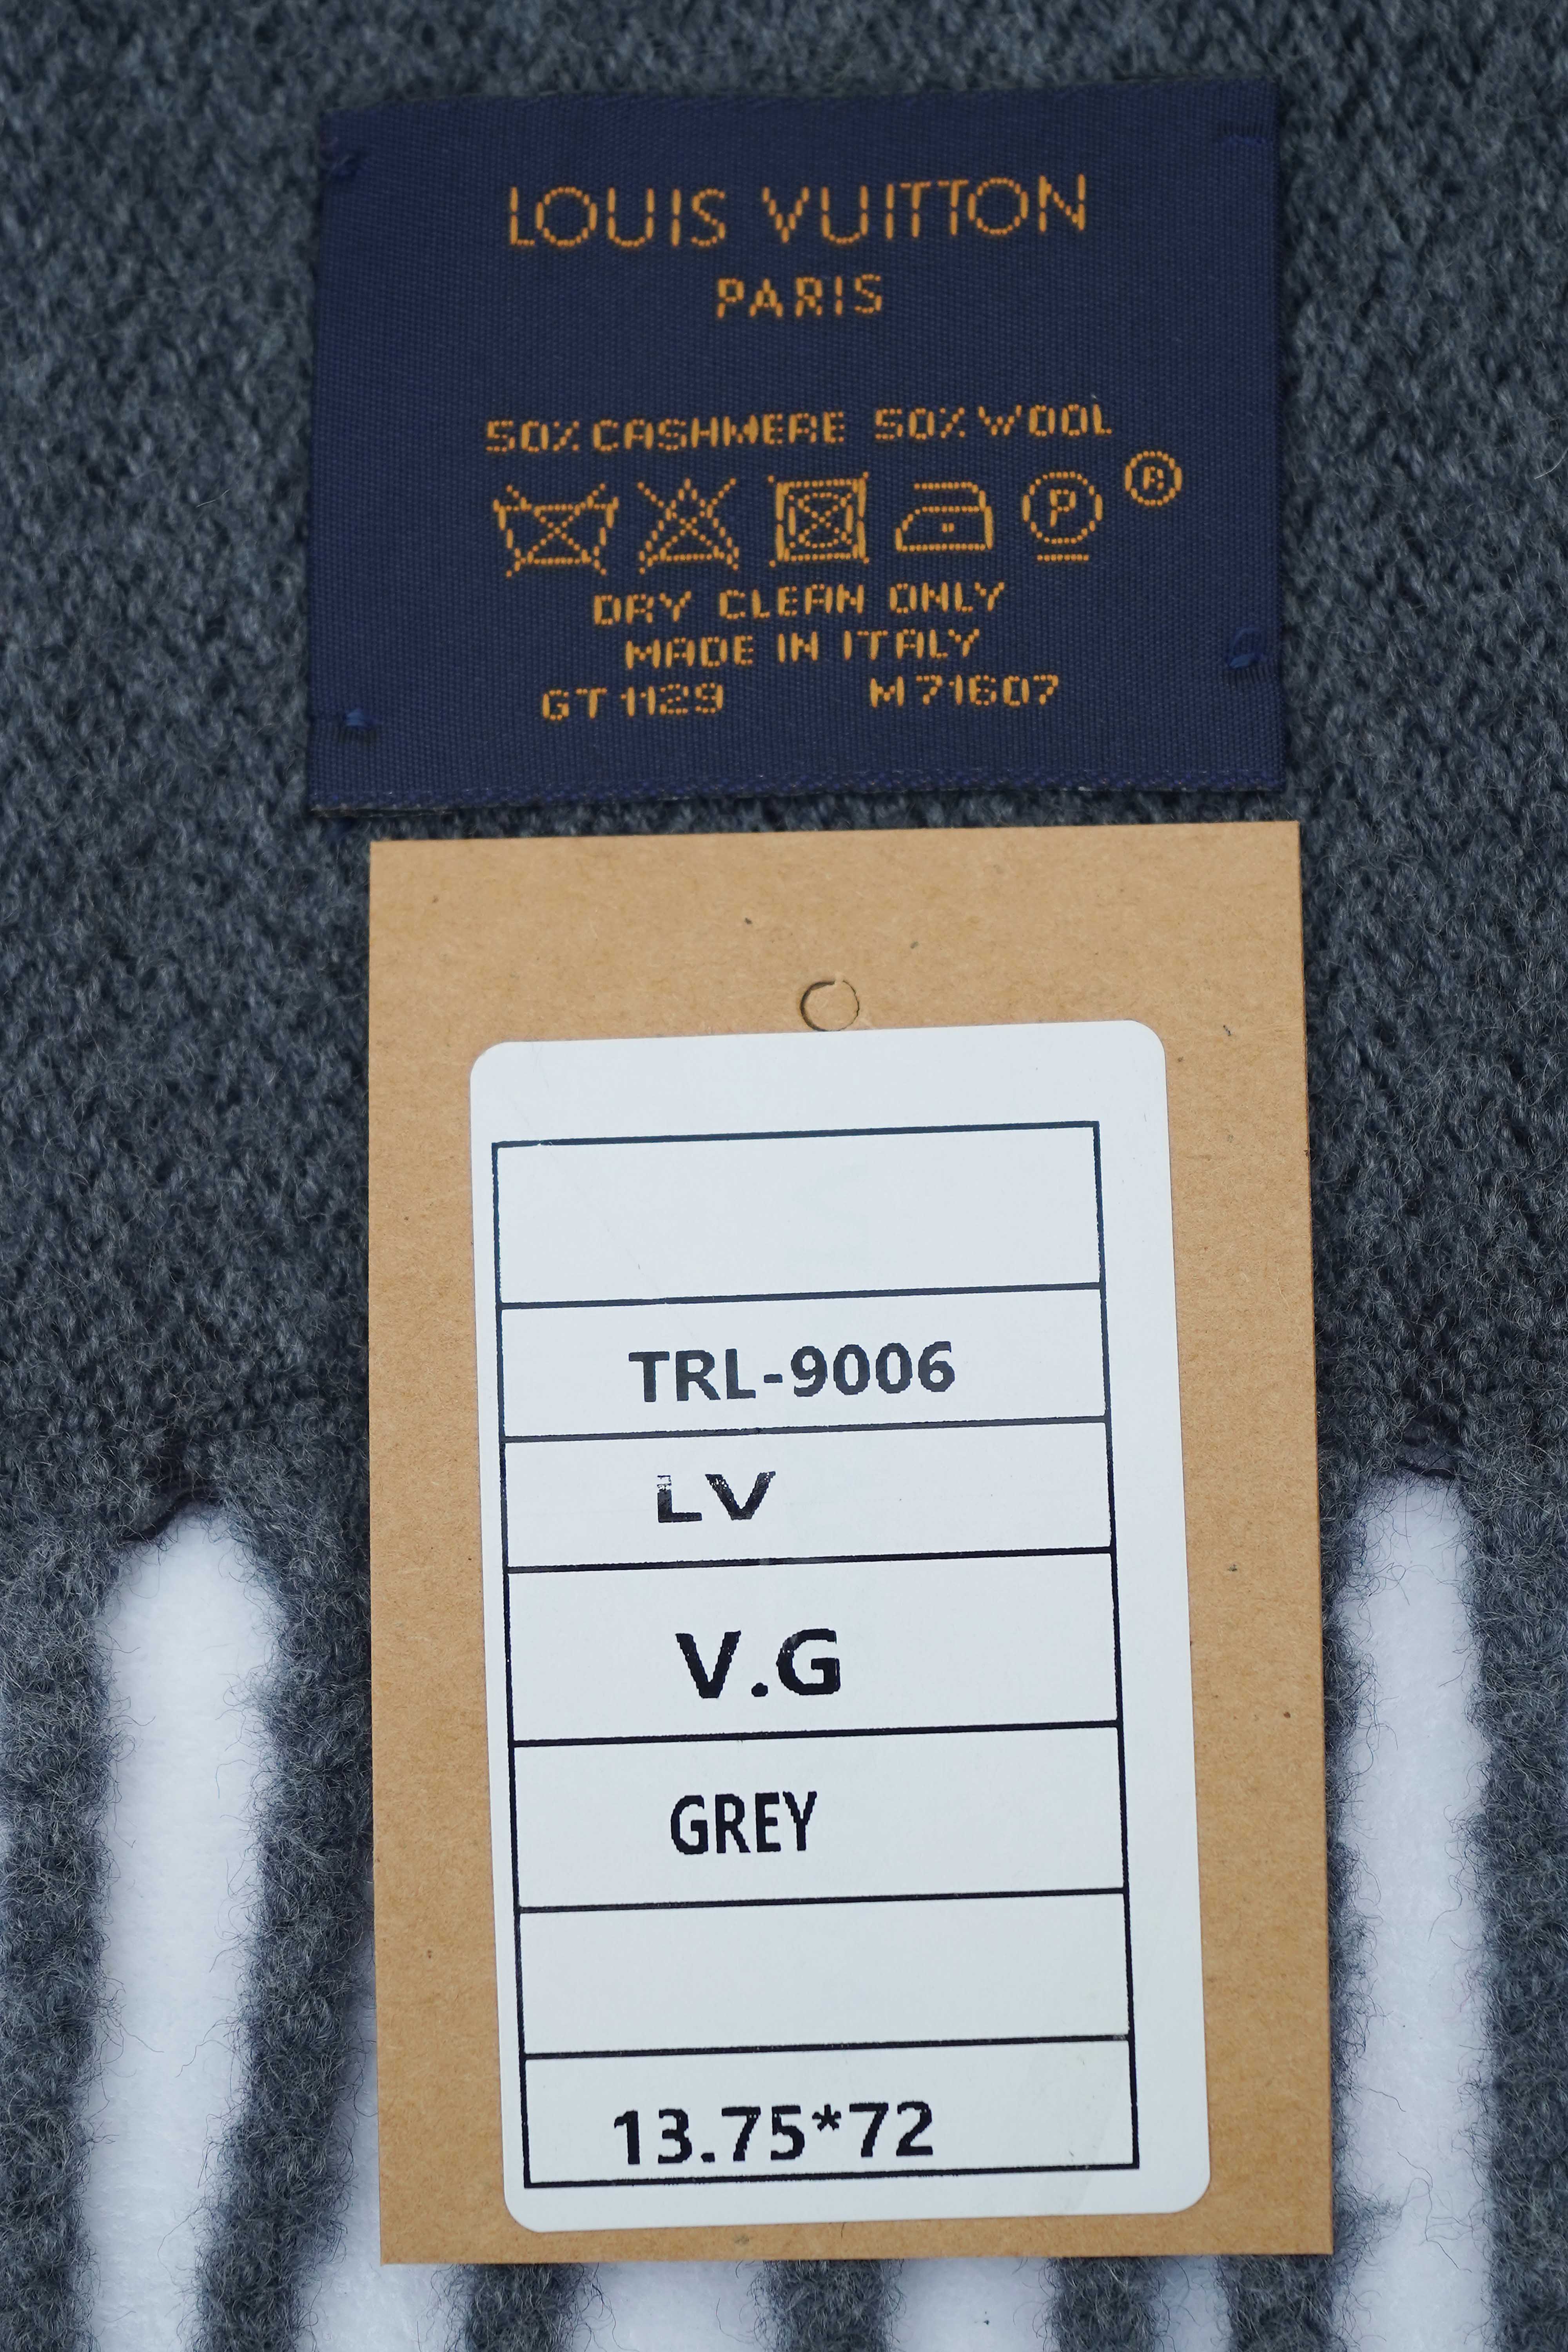 LOUIS VUITTON
PARIS
50% CASHMERE 50% WOOL
P ®
DRY CLEAN ONLY
MADE IN ITALY
GT1129 M71607
TRL-9006
LV
V.G
GREY
13.75*72